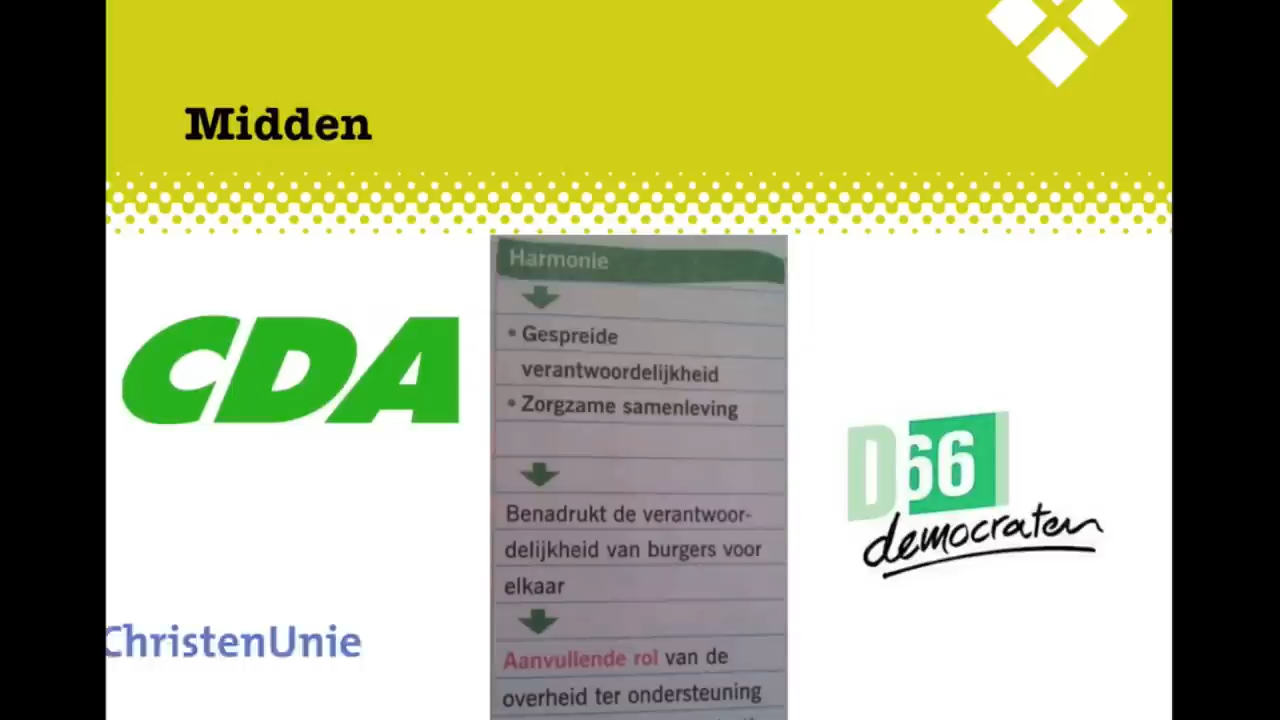 Midden
CDA
ChristenUnie
Harmonie
• Gespreide
verantwoordelijkheid
• Zorgzame samenleving
Benadrukt de verantwoor-
delijkheid van burgers voor
elkaar
Aanvullende rol van de
overheid ter ondersteuning
D66
democraten